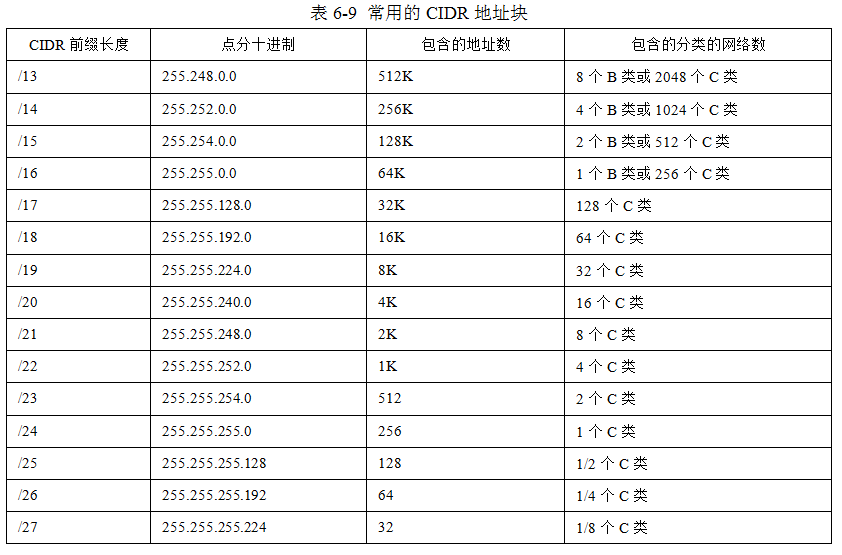 表 6-9 常用的 CIDR 地址块
CIDR 前缀长度 点分十进制 包含的地址数 包含的分类的网络数
/13 255.248.0.0 512K 8 个 B 类或 2048 个 C 类
/14 255.252.0.0 256K 4 个 B 类或 1024 个 C 类
/15 255.254.0.0 128K 2 个 B 类或 512 个 C 类
/16 255.255.0.0 64K 1 个 B 类或 256 个 C 类
/17 255.255.128.0 32K 128 个 C 类
/18 255.255.192.0 16K 64 个 C 类
/19 255.255.224.0 8K 32 个 C 类
/20 255.255.240.0 4K 16 个 C 类
/21 255.255.248.0 2K 8 个 C 类
/22 255.255.252.0 1K 4 个 C 类
/23 255.255.254.0 512 2 个 C 类
/24 255.255.255.0 256 1 个 C 类
/25 255.255.255.128 128 1/2 个 C 类
/26 255.255.255.192 64 1/4 个 C 类
/27 255.255.255.224 32 1/8 个 C 类